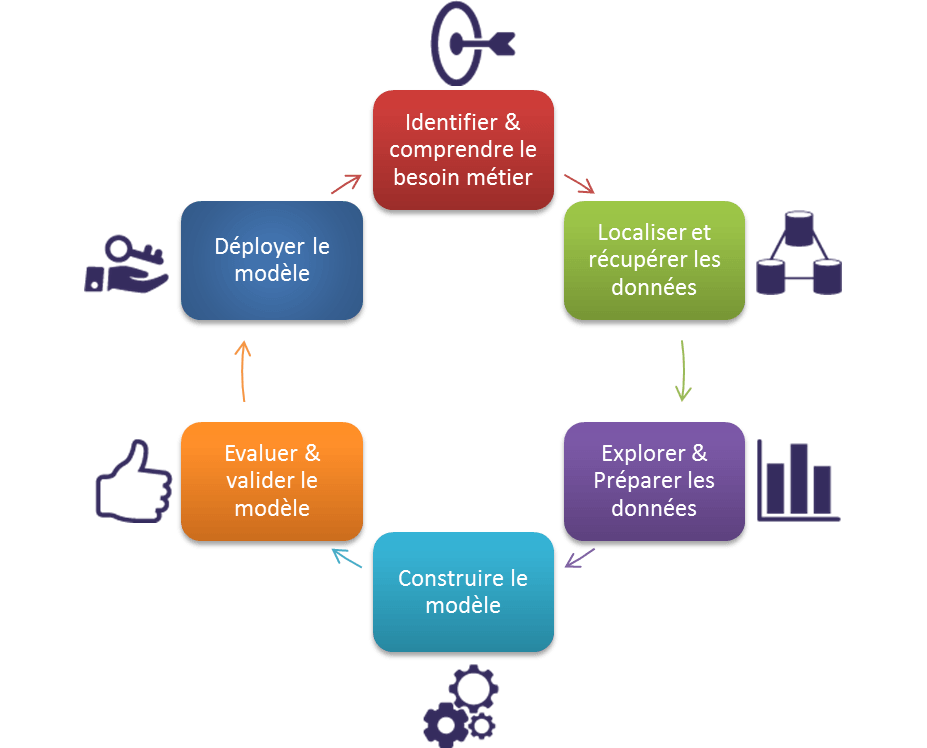 Identifier &
comprendre le
besoin métier
Localiser et
récupérer les
données
Explorer &
Préparer les
données
Construire le
modèle
Evaluer &
valider le
modèle
Déployer le
modèle